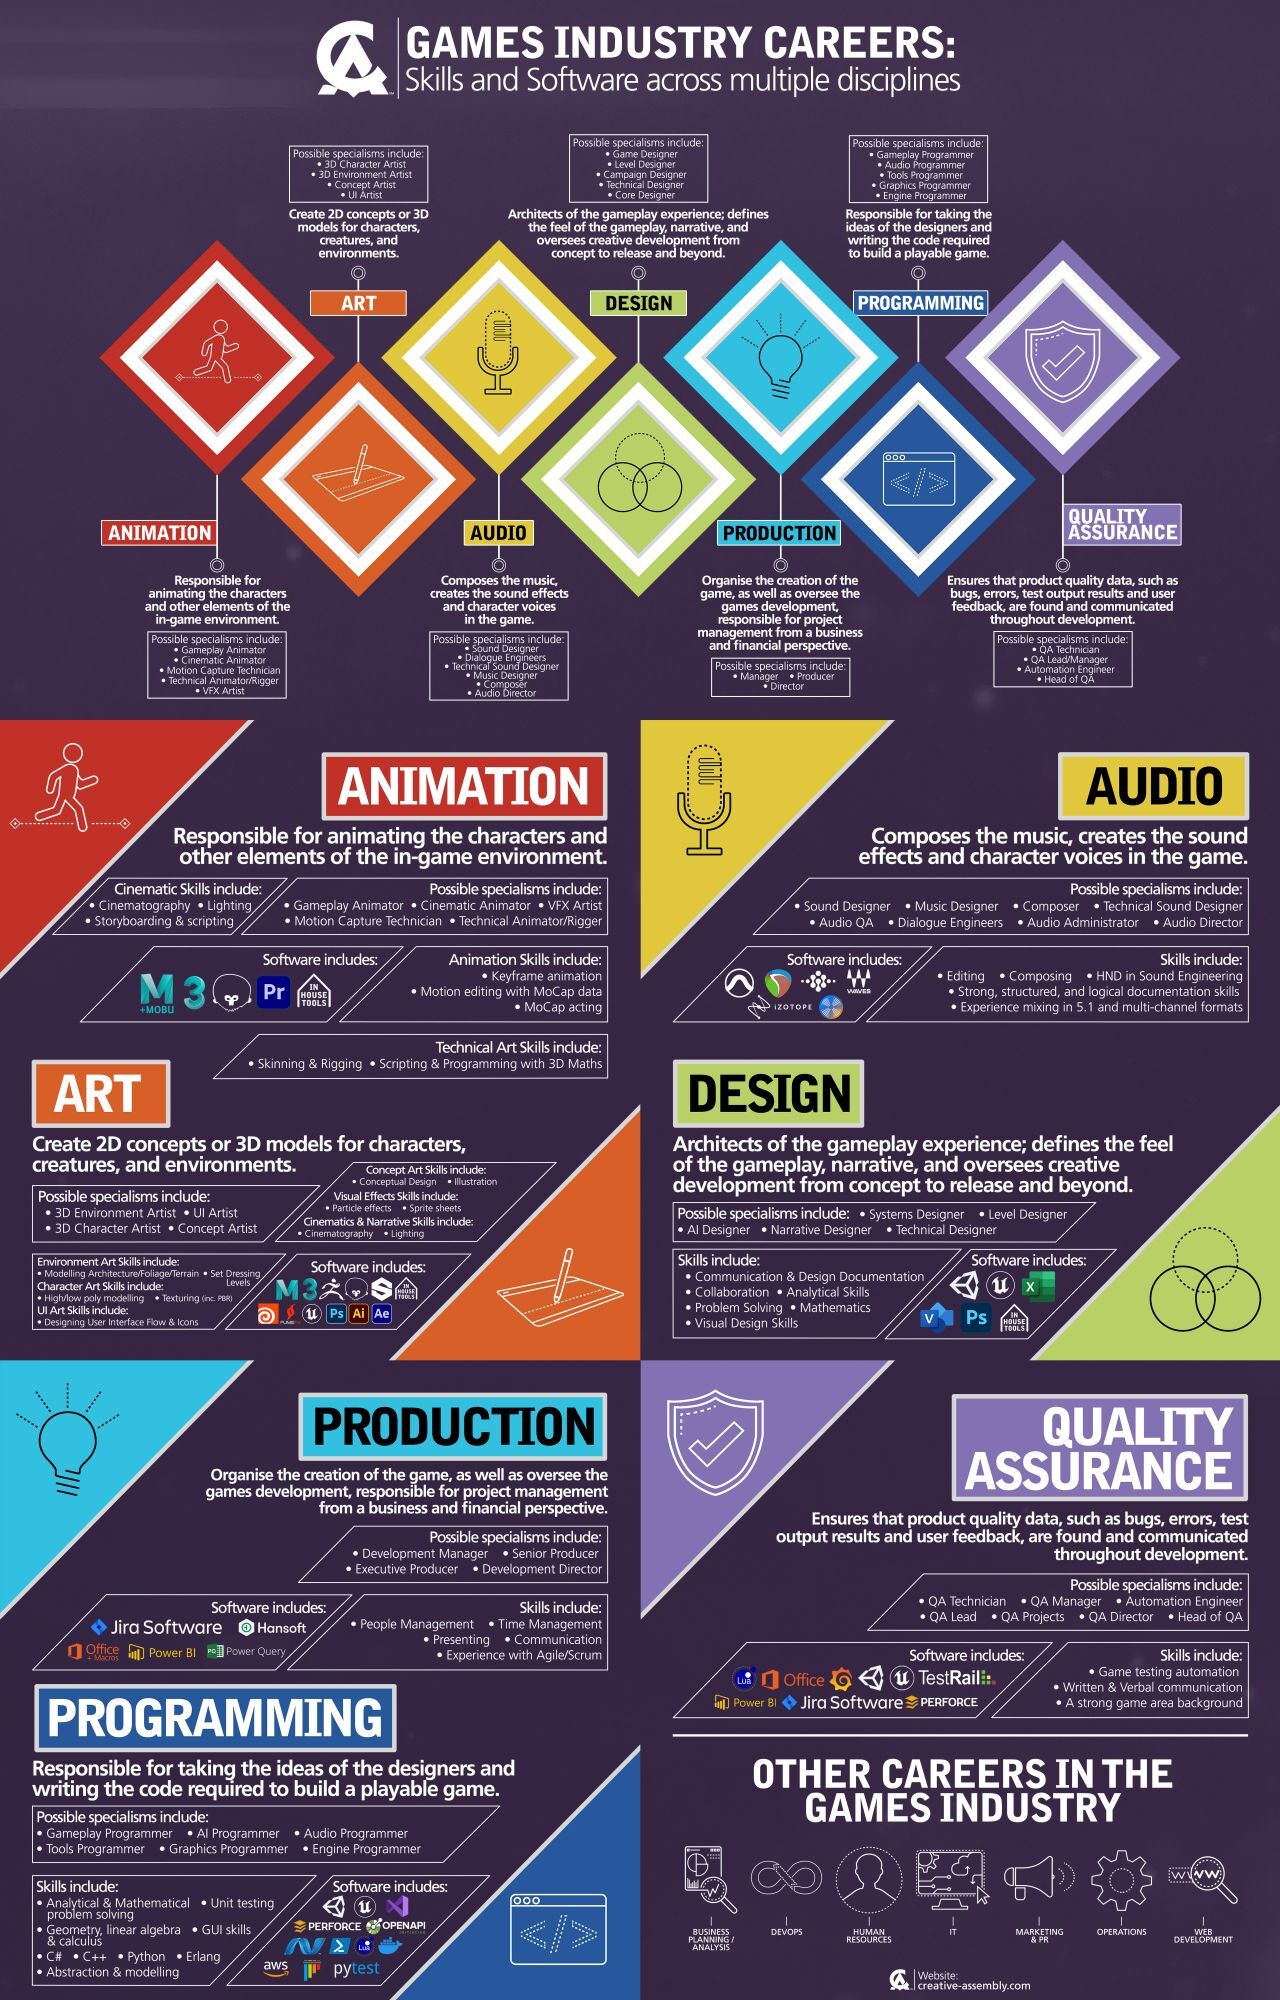 GAMES INDUSTRY CAREERS:
Skills and Software across multiple disciplines
Possible specialisms include:
• 3D Character Artist
• 3D Environment Artist
• Concept Artist
• UI Artist
Create 2D concepts or 3D
models for characters,
creatures, and
environments.
ART
Possible specialisms include:
• Game Designer
• Level Designer
• Campaign Designer
• Technical Designer
• Core Designer
Architects of the gameplay experience; defines
the feel of the gameplay, narrative, and
oversees creative development from
concept to release and beyond.
DESIGN
Possible specialisms include:
• Gameplay Programmer
• Audio Programmer
• Tools Programmer
• Graphics Programmer
• Engine Programmer
Responsible for taking the
ideas of the designers and
writing the code required
to build a playable game.
PROGRAMMING
</>
ANIMATION
Responsible for
animating the characters
and other elements of the
in-game environment.
Possible specialisms include:
• Gameplay Animator
• Cinematic Animator
• Motion Capture Technician
• Technical Animator/Rigger
• VFX Artist
AUDIO
Composes the music,
creates the sound effects
and character voices
in the game.
Possible specialisms include:
• Sound Designer
• Dialogue Engineers
• Technical Sound Designer
• Music Designer
• Composer
• Audio Director
PRODUCTION
Organise the creation of the
game, as well as oversee the
games development,
responsible for project
management from a business
and financial perspective.
Possible specialisms include:
• Manager • Producer
• Director
QUALITY
ASSURANCE
Ensures that product quality data, such as
bugs, errors, test output results and user
feedback, are found and communicated
throughout development.
Possible specialisms include:
• QA Technician
• QA Lead/Manager
• Automation Engineer
• Head of QA
ANIMATION
Responsible for animating the characters and
other elements of the in-game environment.
Cinematic Skills include:
• Cinematography • Lighting
• Storyboarding & scripting
Possible specialisms include:
• Gameplay Animator • Cinematic Animator • VFX Artist
• Motion Capture Technician • Technical Animator/Rigger
Software includes:
M
+MOBU
3
Pr
IN
HOUSE
TOOLS
Animation Skills include:
• Keyframe animation
• Motion editing with MoCap data
• MoCap acting
Technical Art Skills include:
• Skinning & Rigging • Scripting & Programming with 3D Maths
AUDIO
Composes the music, creates the sound
effects and character voices in the game.
Possible specialisms include:
• Sound Designer • Music Designer • Composer • Technical Sound Designer
• Audio QA • Dialogue Engineers • Audio Administrator • Audio Director
Software includes:
WAVES
iZOTOPE
Skills include:
• Editing • Composing • HND in Sound Engineering
• Strong, structured, and logical documentation skills
• Experience mixing in 5.1 and multi-channel formats
ART
Create 2D concepts or 3D models for characters,
creatures, and environments.
Possible specialisms include:
• 3D Environment Artist • UI Artist
• 3D Character Artist • Concept Artist
Concept Art Skills include:
• Conceptual Design • Illustration
Visual Effects Skills include:
• Particle effects • Sprite sheets
Cinematics & Narrative Skills include:
• Cinematography • Lighting
Environment Art Skills include:
• Modelling Architecture/Foliage/Terrain • Set Dressing
Levels
Character Art Skills include:
• High/low poly modelling • Texturing (inc. PBR)
UI Art Skills include:
• Designing User Interface Flow & Icons
Software includes:
M 3 S
IN
HOUSE
TOOLS
U Ps Ai Ae
DESIGN
Architects of the gameplay experience; defines the feel
of the gameplay, narrative, and oversees creative
development from concept to release and beyond.
Possible specialisms include: • Systems Designer • Level Designer
• AI Designer • Narrative Designer • Technical Designer
Skills include:
• Communication & Design Documentation
• Collaboration • Analytical Skills
• Problem Solving • Mathematics
• Visual Design Skills
Software includes:
U X
V Ps
IN
HOUSE
TOOLS
PRODUCTION
Organise the creation of the game, as well as oversee the
games development, responsible for project management
from a business and financial perspective.
Possible specialisms include:
• Development Manager • Senior Producer
• Executive Producer • Development Director
Software includes:
Jira Software Hansoft
Office
+ Macros
Power BI Power Query
Skills include:
• People Management • Time Management
• Presenting • Communication
• Experience with Agile/Scrum
QUALITY
ASSURANCE
Ensures that product quality data, such as bugs, errors, test
output results and user feedback, are found and communicated
throughout development.
Possible specialisms include:
• QA Technician • QA Manager • Automation Engineer
• QA Lead • QA Projects • QA Director • Head of QA
Software includes:
Lua Office U TestRail
Power BI Jira Software PERFORCE
Skills include:
• Game testing automation
• Written & Verbal communication
• A strong game area background
PROGRAMMING
Responsible for taking the ideas of the designers and
writing the code required to build a playable game.
Possible specialisms include:
• Gameplay Programmer • AI Programmer • Audio Programmer
• Tools Programmer • Graphics Programmer • Engine Programmer
Skills include:
• Analytical & Mathematical • Unit testing
problem solving
• Geometry, linear algebra • GUI skills
& calculus
• C# • C++ • Python • Erlang
• Abstraction & modelling
Software includes:
U
PERFORCE OPENAPI
Lua
aws pytest
</>
OTHER CAREERS IN THE
GAMES INDUSTRY
BUSINESS
PLANNING /
ANALYSIS
DEVOPS
HUMAN
RESOURCES
IT
MARKETING
& PR
OPERATIONS
WEB
DEVELOPMENT
Website:
creative-assembly.com